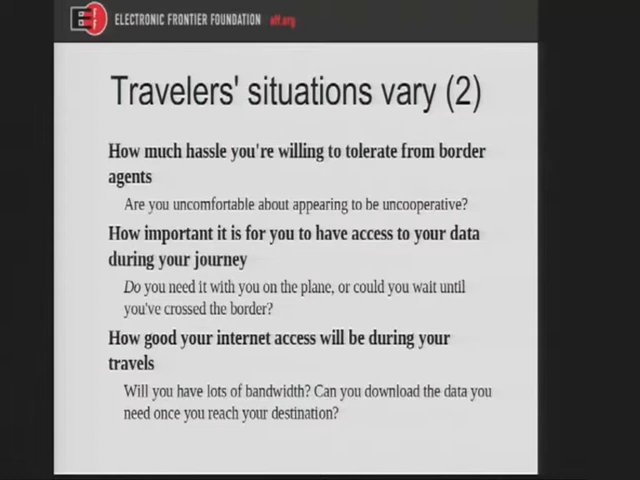 ELECTRONIC FRONTIER FOUNDATION eff.org
Travelers' situations vary (2)
How much hassle you're willing to tolerate from border
agents
Are you uncomfortable about appearing to be uncooperative?
How important it is for you to have access to your data
during your journey
Do you need it with you on the plane, or could you wait until
you've crossed the border?
How good your internet access will be during your
travels
Will you have lots of bandwidth? Can you download the data you
need once you reach your destination?